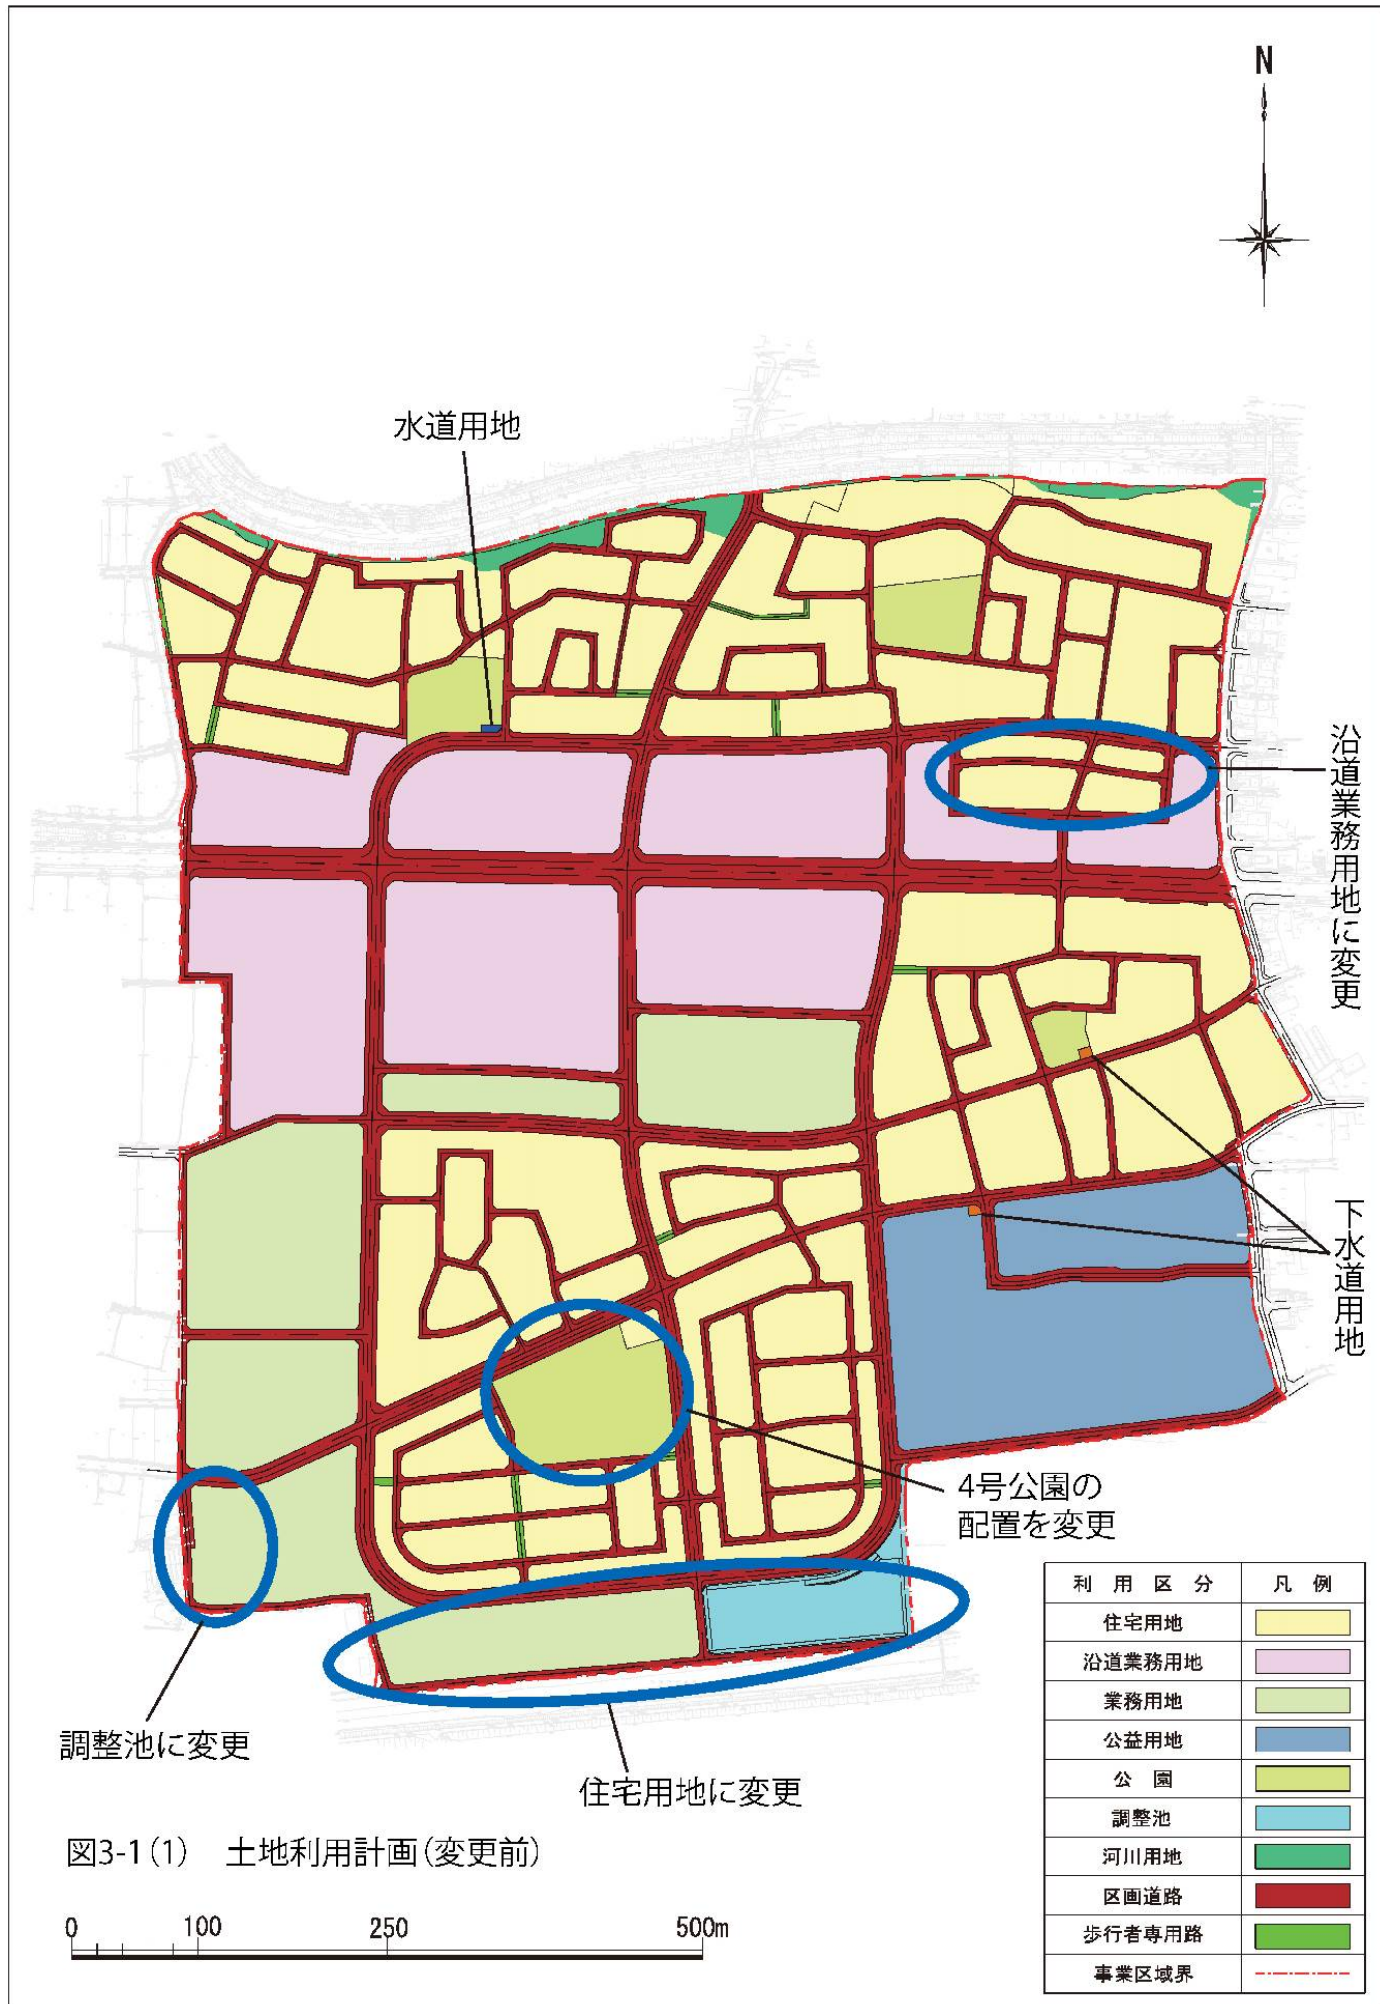 N
水道用地
沿道業務用地に変更
下水道用地
4号公園の
配置を変更
調整池に変更
住宅用地に変更
図3-1(1) 土地利用計画(変更前)
0 100 250 500m
利用区分 凡例
住宅用地
沿道業務用地
業務用地
公益用地
公園
調整池
河川用地
区画道路
歩行者専用路
事業区域界